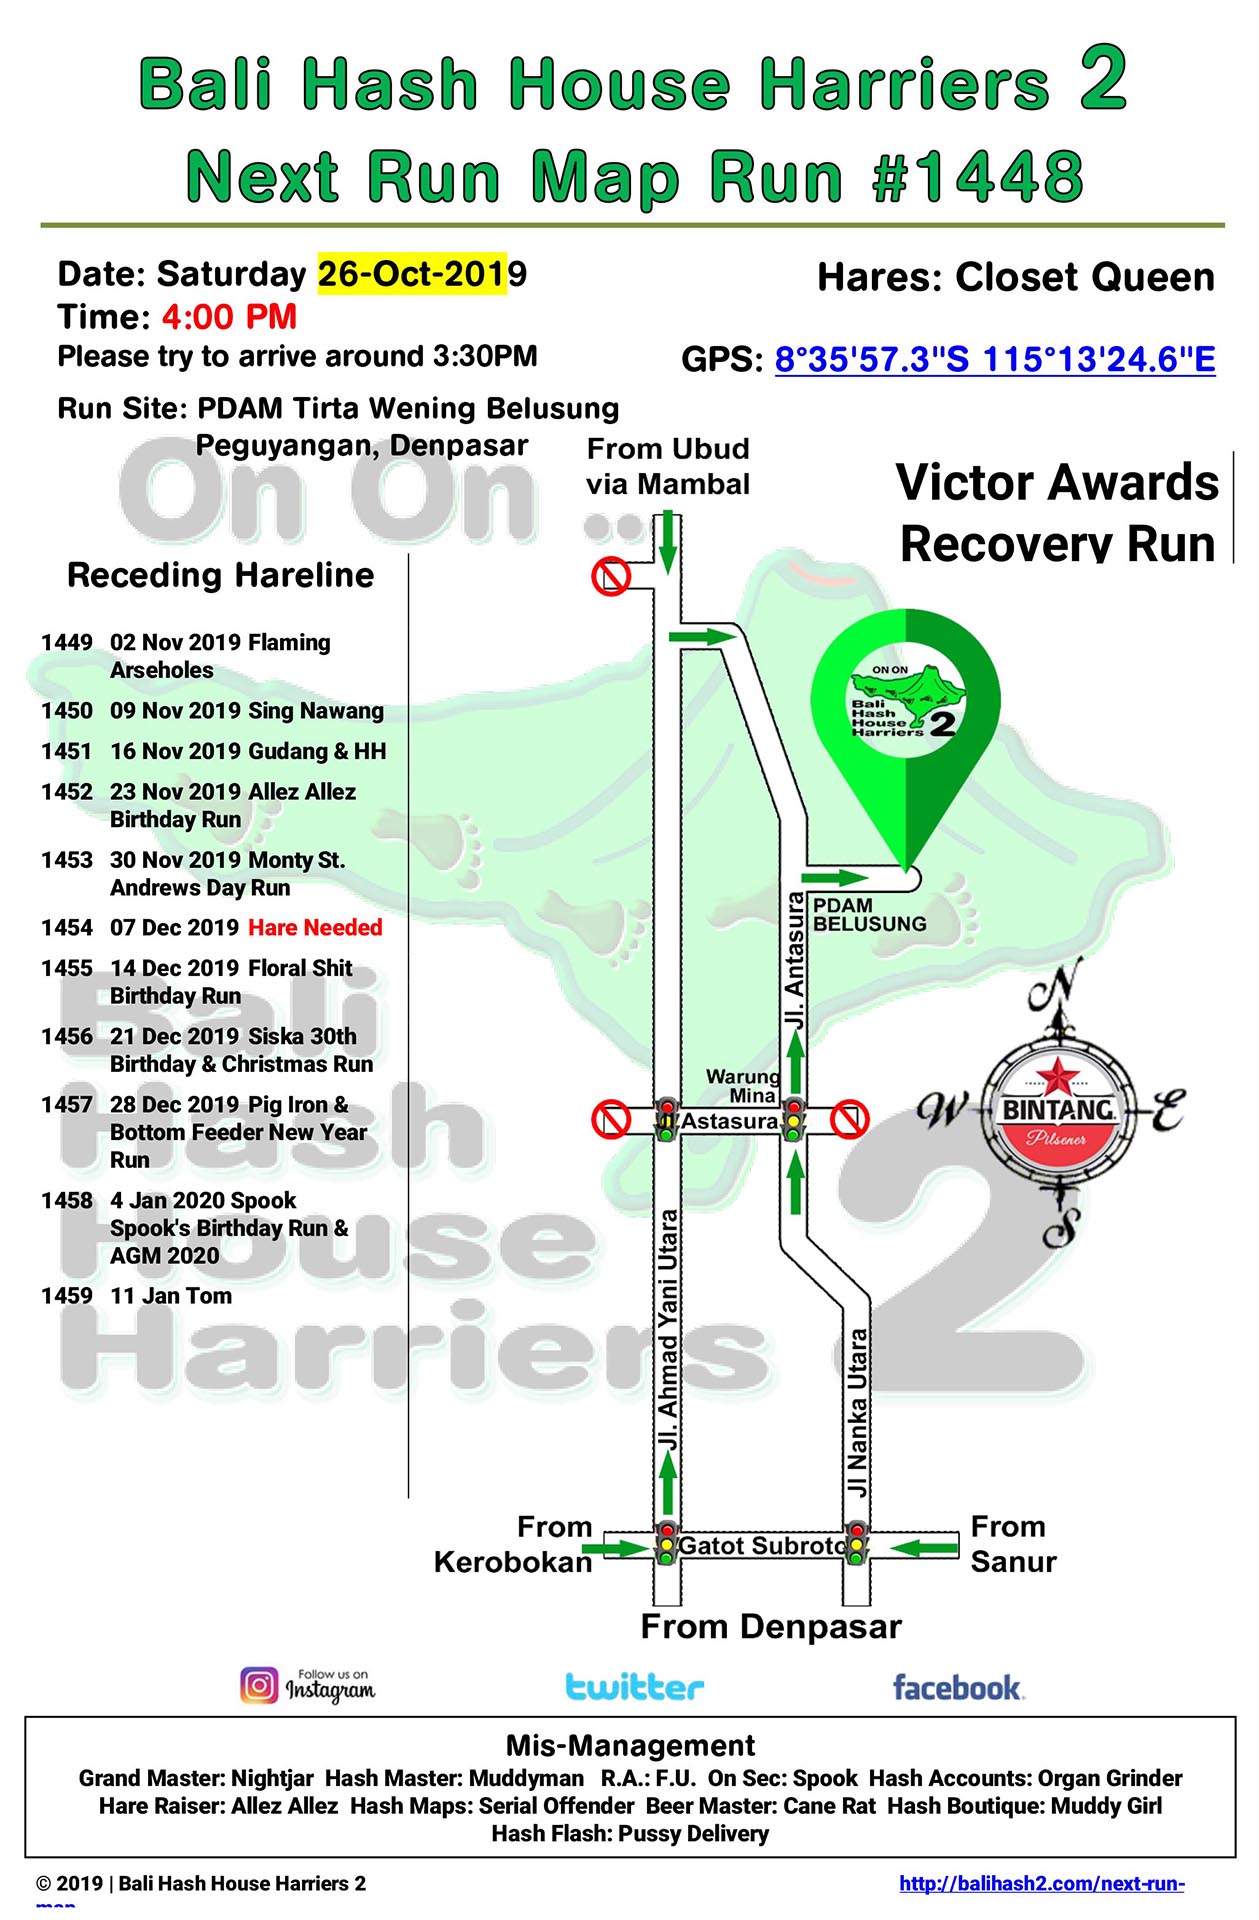 Bali Hash House Harriers 2
Next Run Map Run #1448
Date: Saturday 26-Oct-2019
Time: 4:00 PM
Please try to arrive around 3:30PM
Hares: Closet Queen
GPS: 8°35'57.3"S 115°13'24.6"E
Run Site: PDAM Tirta Wening Belusung
Peguyangan, Denpasar
On On ..
From Ubud
via Mambal
Victor Awards
Recovery Run
Receding Hareline
1449 02 Nov 2019 Flaming
Arseholes
1450 09 Nov 2019 Sing Nawang
1451 16 Nov 2019 Gudang & HH
1452 23 Nov 2019 Allez Allez
Birthday Run
1453 30 Nov 2019 Monty St.
Andrews Day Run
1454 07 Dec 2019 Hare Needed
1455 14 Dec 2019 Floral Shit
Birthday Run
1456 21 Dec 2019 Siska 30th
Birthday & Christmas Run
1457 28 Dec 2019 Pig Iron &
Bottom Feeder New Year
Run
1458 4 Jan 2020 Spook
Spook's Birthday Run &
AGM 2020
1459 11 Jan Tom
Bali
Hash
House
Harriers 2
ON ON
Bali
Hash
House
Harriers 2
PDAM
BELUSUNG
Jl. Antasura
Warung
Mina
Jl Astasura
N
W
E
S
BINTANG
Pilsener
Jl. Ahmad Yani Utara
Jl Nanka Utara
From
Kerobokan
Gatot Subroto
From
Sanur
From Denpasar
Follow us on
Instagram
twitter
facebook
Mis-Management
Grand Master: Nightjar Hash Master: Muddyman R.A.: F.U. On Sec: Spook Hash Accounts: Organ Grinder
Hare Raiser: Allez Allez Hash Maps: Serial Offender Beer Master: Cane Rat Hash Boutique: Muddy Girl
Hash Flash: Pussy Delivery
© 2019 | Bali Hash House Harriers 2
http://balihash2.com/next-run-